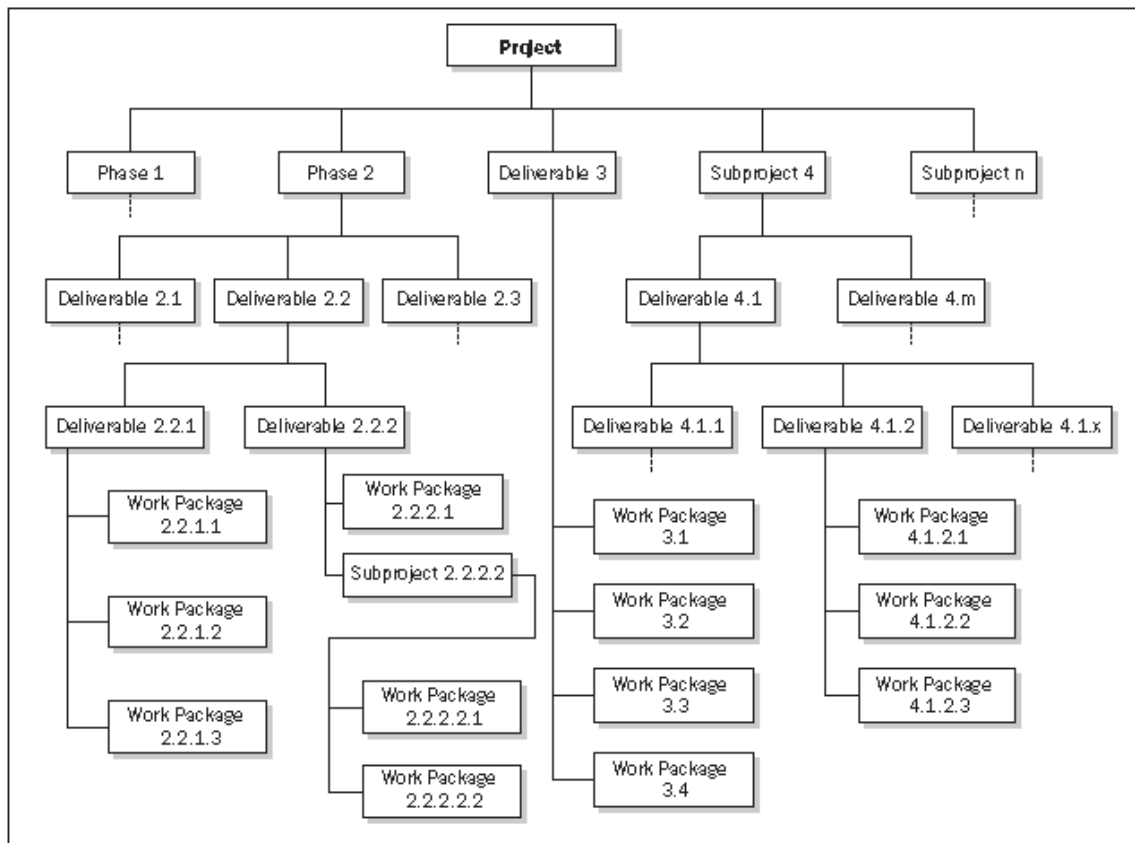 Project
Phase 1
Phase 2
Deliverable 3
Subproject 4
Subproject n
Deliverable 2.1
Deliverable 2.2
Deliverable 2.3
Deliverable 4.1
Deliverable 4.m
Deliverable 2.2.1
Deliverable 2.2.2
Deliverable 4.1.1
Deliverable 4.1.2
Deliverable 4.1.x
Work Package
2.2.1.1
Work Package
2.2.1.2
Work Package
2.2.1.3
Work Package
2.2.2.1
Subproject 2.2.2.2
Work Package
2.2.2.2.1
Work Package
2.2.2.2.2
Work Package
3.1
Work Package
3.2
Work Package
3.3
Work Package
3.4
Work Package
4.1.2.1
Work Package
4.1.2.2
Work Package
4.1.2.3